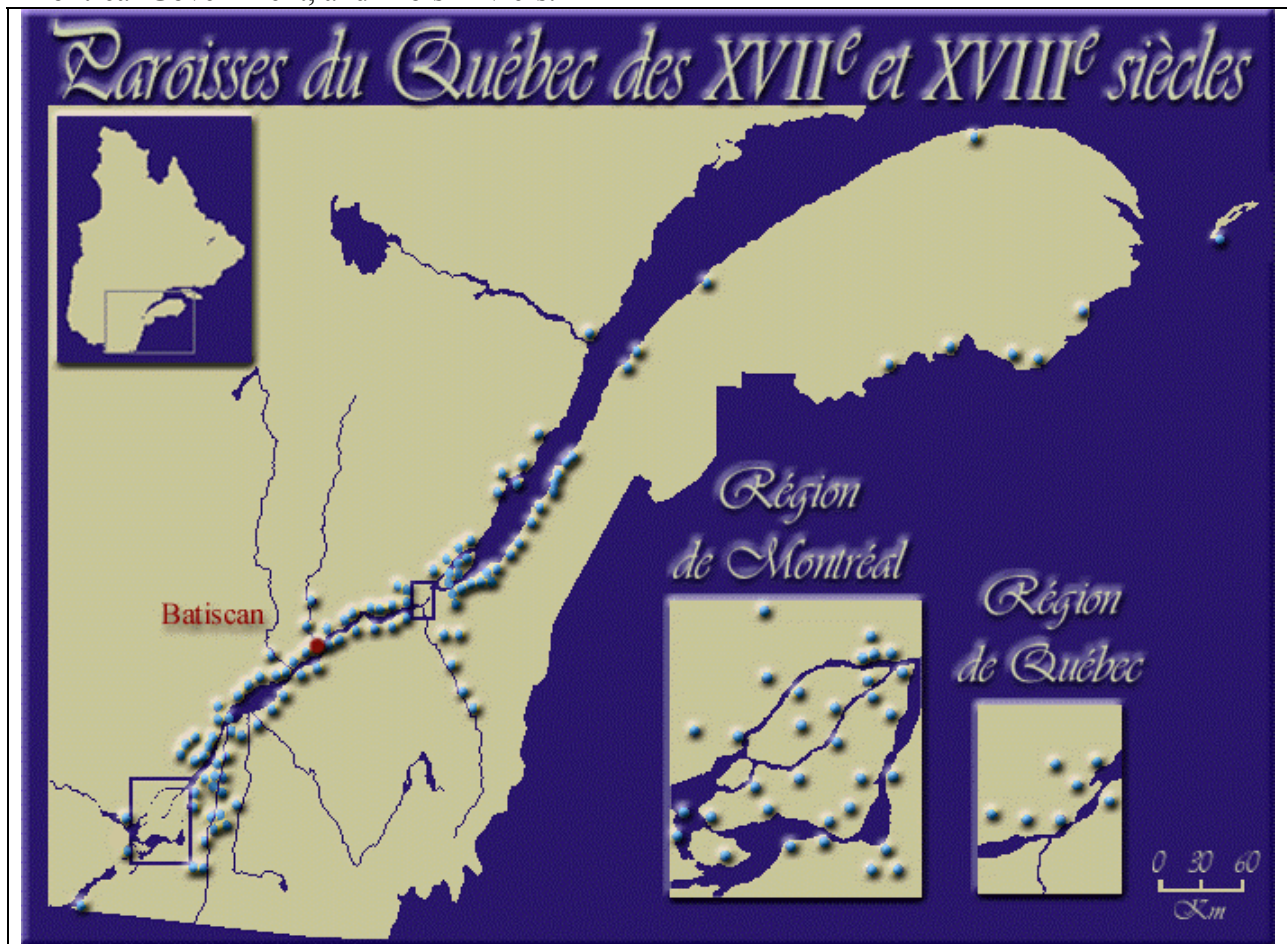 Paroisses du Québec des XVIIe et XVIIIe siècles
Batiscan
Région
de Montréal
Région
de Québec
0 30 60
Km